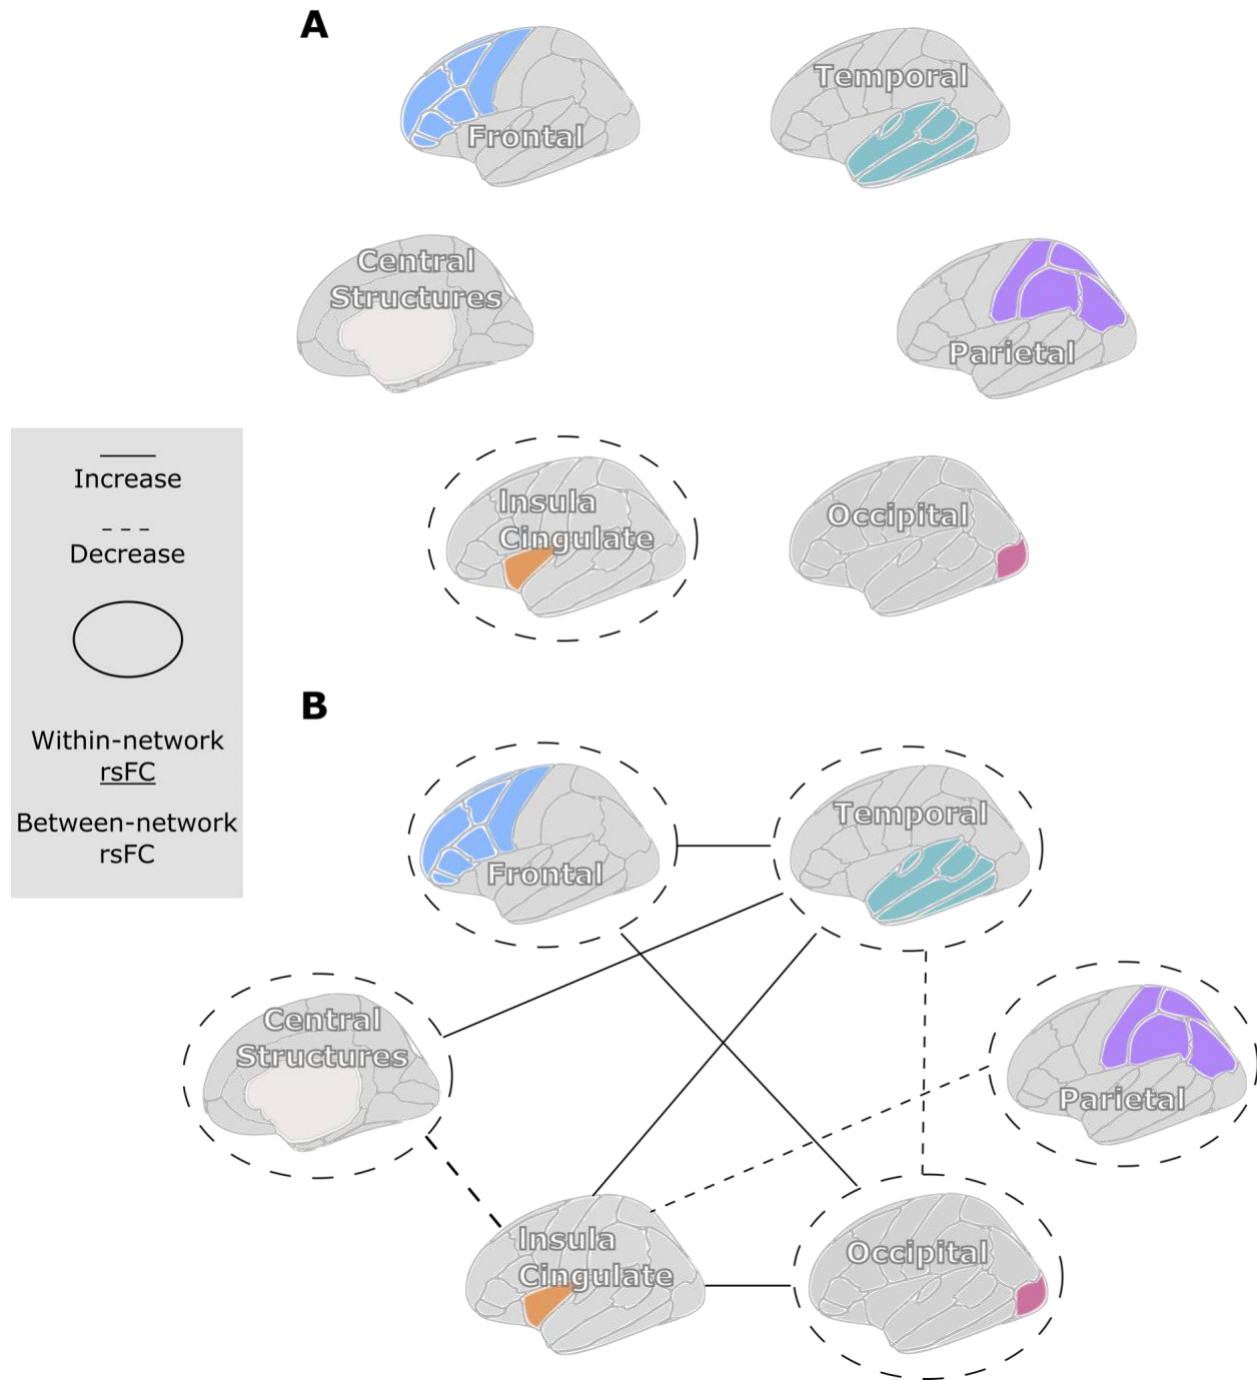 A
Frontal
Temporal
Central
Structures
Parietal
Insula
Cingulate
Occipital
Increase
Decrease
Within-network
rsFC
Between-network
rsFC
B
Frontal
Temporal
Central
Structures
Parietal
Insula
Cingulate
Occipital